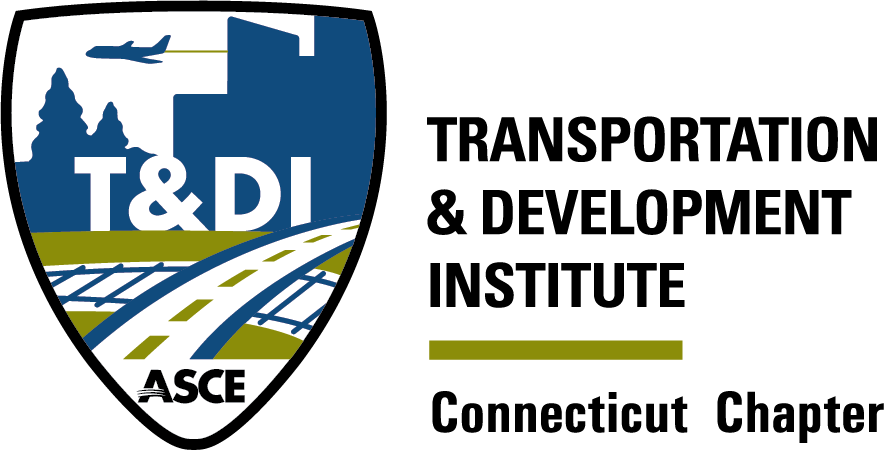 T&DI
ASCE
TRANSPORTATION
& DEVELOPMENT
INSTITUTE
Connecticut Chapter